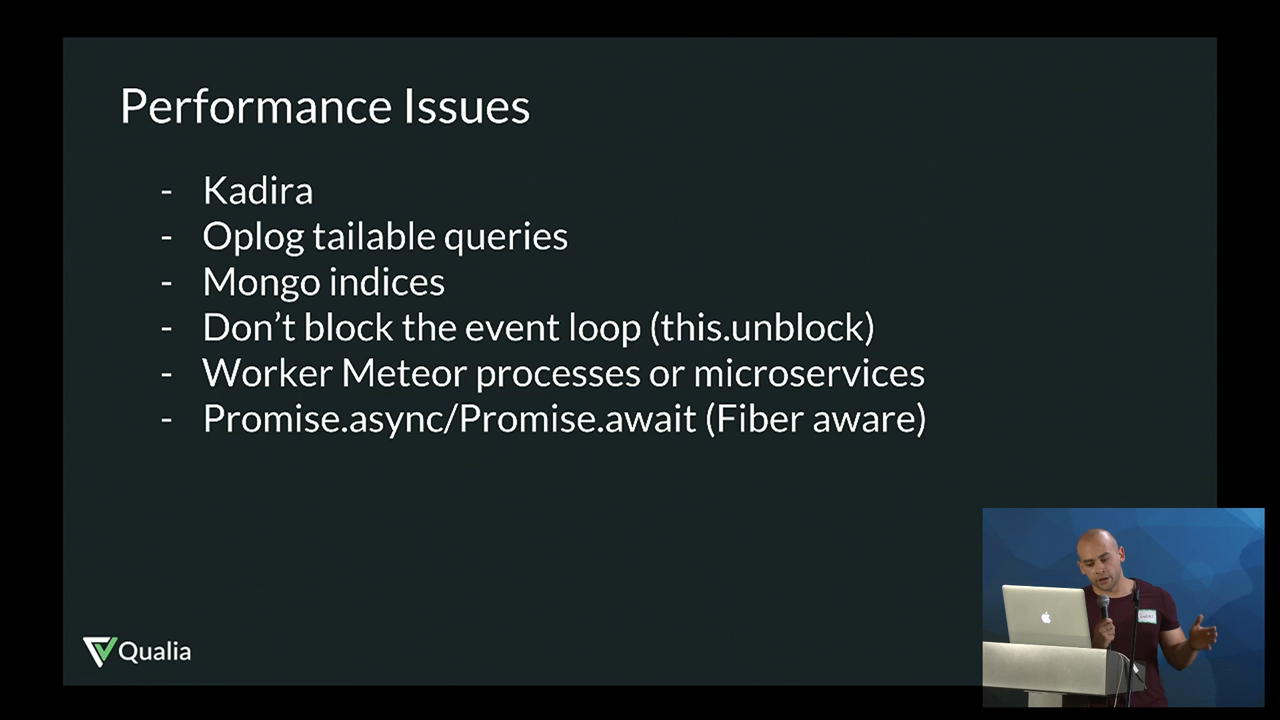 Performance Issues
- Kadira
- Oplog tailable queries
- Mongo indices
- Don’t block the event loop (this.unblock)
- Worker Meteor processes or microservices
- Promise.async/Promise.await (Fiber aware)
Qualia